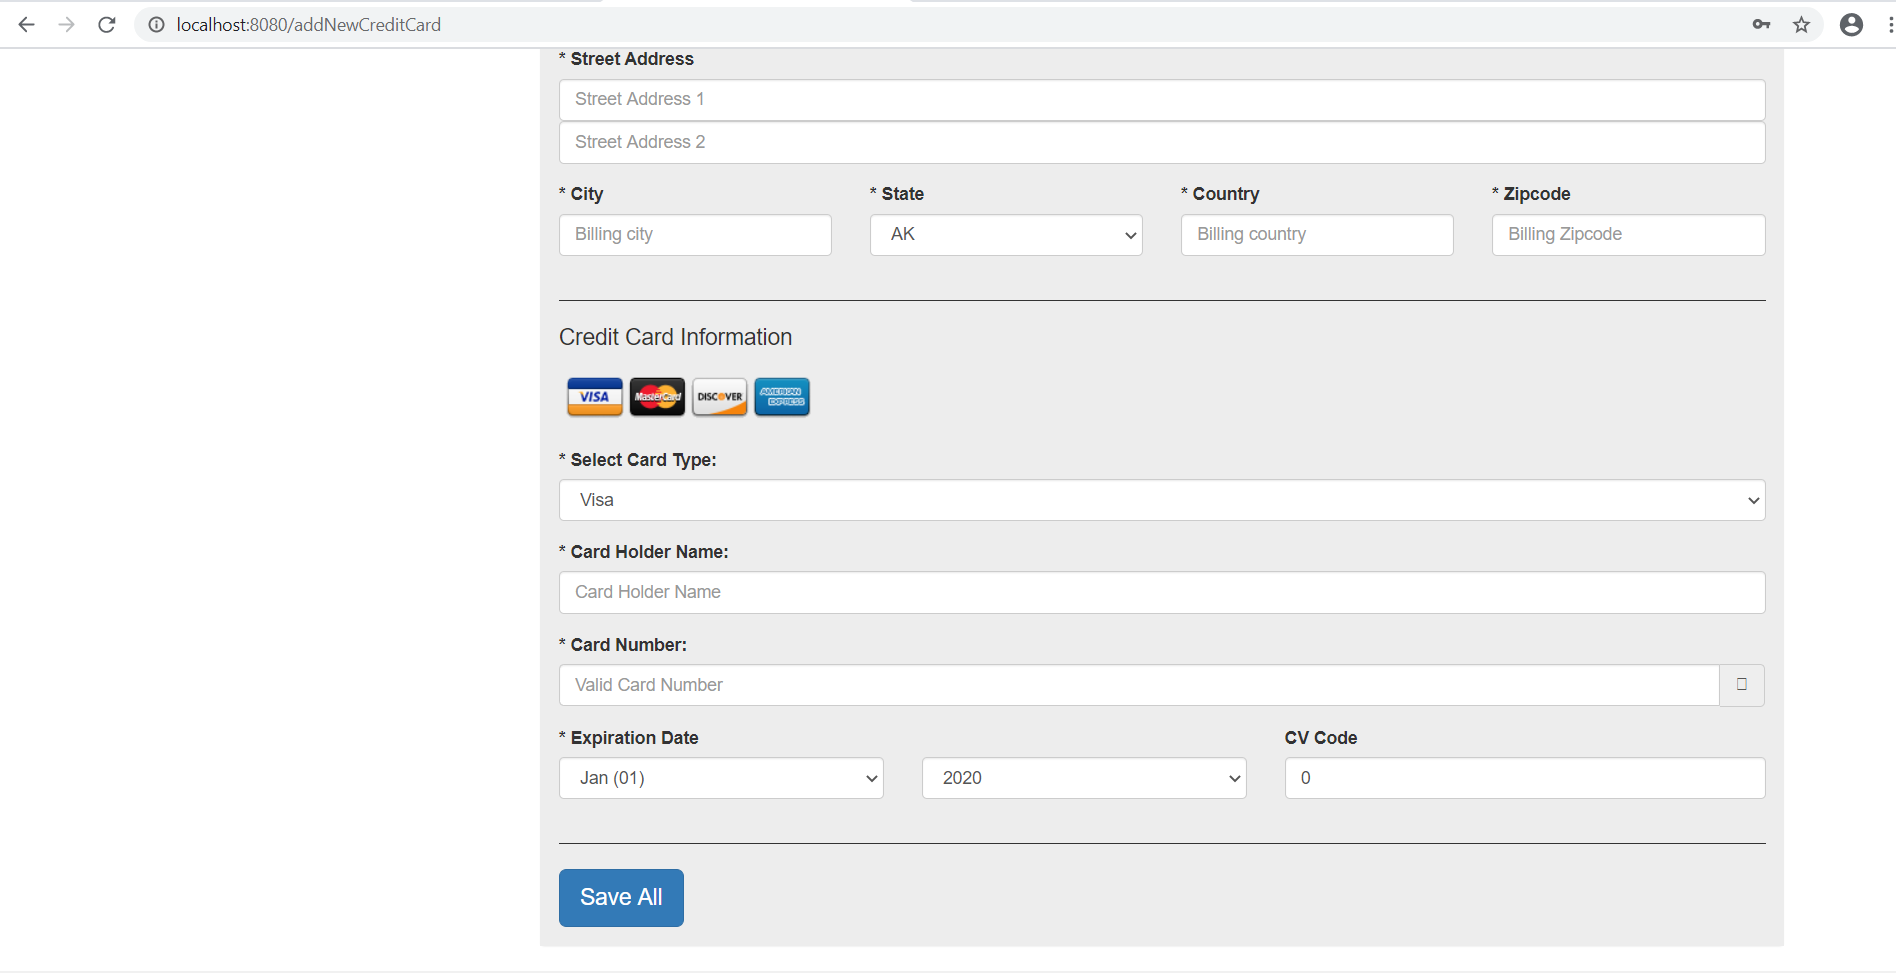 localhost:8080/addNewCreditCard
* Street Address
Street Address 1
Street Address 2
* City * State * Country * Zipcode
Billing city AK Billing country Billing Zipcode
Credit Card Information
VISA MasterCard DISCOVER AMERICAN EXPRESS
* Select Card Type:
Visa
* Card Holder Name:
Card Holder Name
* Card Number:
Valid Card Number
* Expiration Date CV Code
Jan (01) 2020 0
Save All